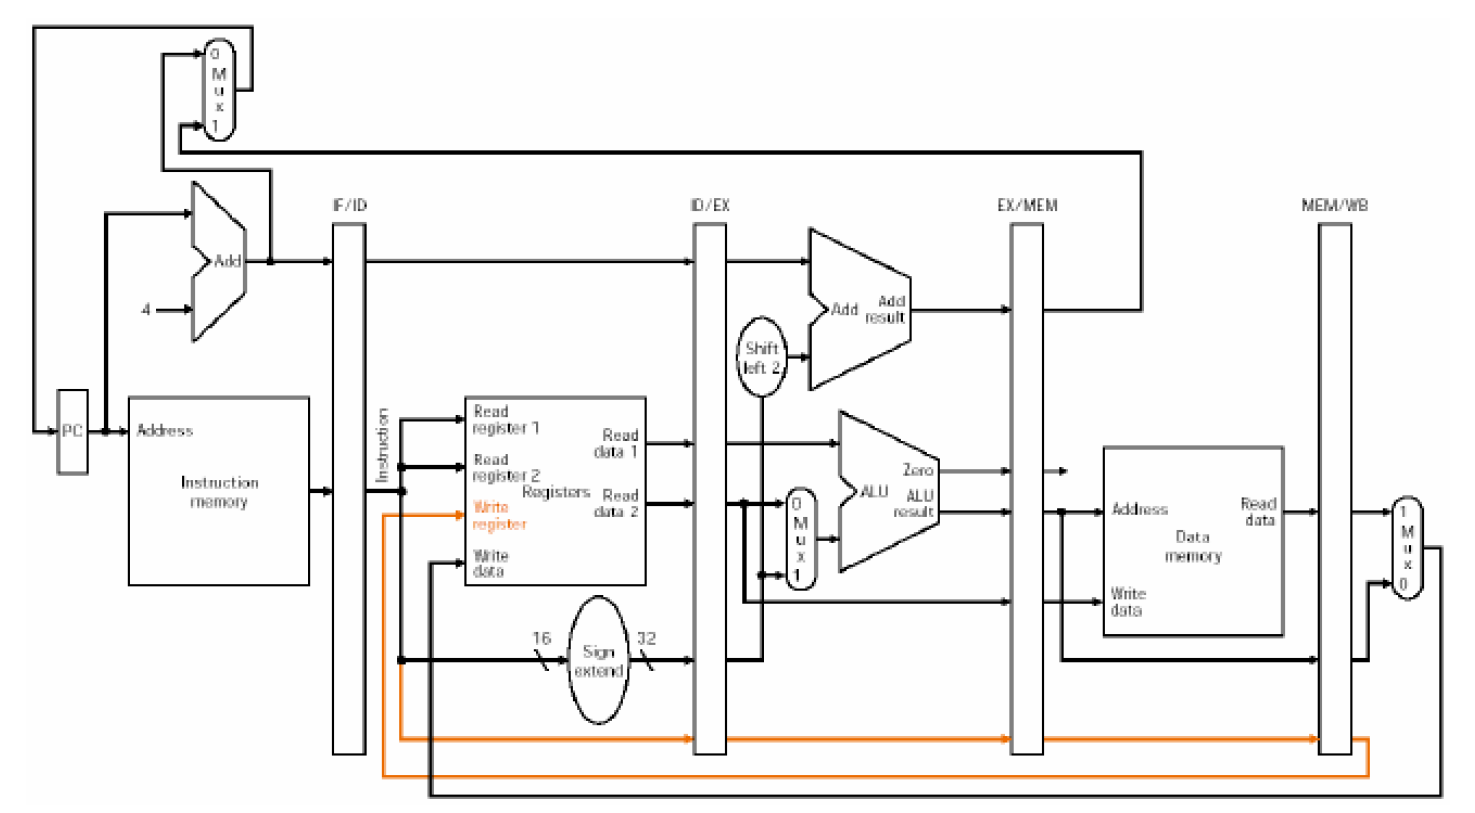 0
M
u
x
1
IF/ID
ID/EX
EX/MEM
MEM/WB
Add
4
Add
Add
result
Shift
left 2
PC
Address
Instruction
memory
Instruction
Read
register 1
Read
register 2
Write
register
Write
data
Registers
Read
data 1
Read
data 2
0
M
u
x
1
Zero
ALU
ALU
result
Address
Read
data
Data
memory
Write
data
1
M
u
x
0
16
Sign
extend
32